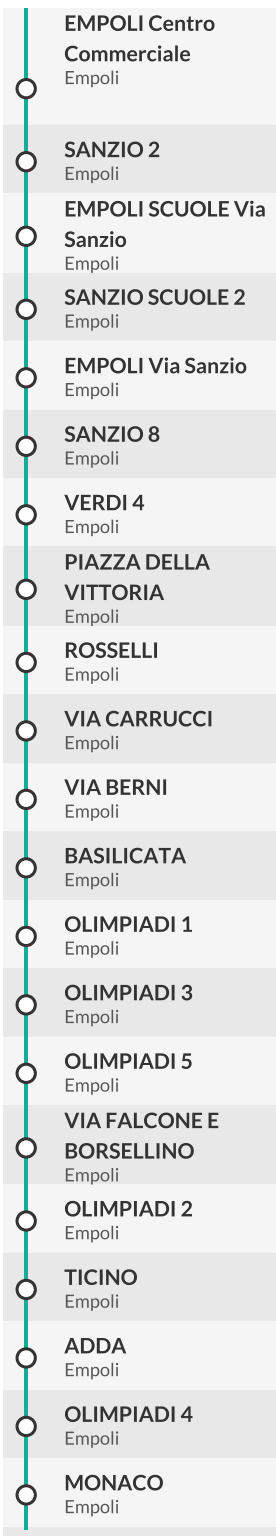 EMPOLI Centro
Commerciale
Empoli
SANZIO 2
Empoli
EMPOLI SCUOLE Via
Sanzio
Empoli
SANZIO SCUOLE 2
Empoli
EMPOLI Via Sanzio
Empoli
SANZIO 8
Empoli
VERDI 4
Empoli
PIAZZA DELLA
VITTORIA
Empoli
ROSSELLI
Empoli
VIA CARRUCCI
Empoli
VIA BERNI
Empoli
BASILICATA
Empoli
OLIMPIADI 1
Empoli
OLIMPIADI 3
Empoli
OLIMPIADI 5
Empoli
VIA FALCONE E
BORSELLINO
Empoli
OLIMPIADI 2
Empoli
TICINO
Empoli
ADDA
Empoli
OLIMPIADI 4
Empoli
MONACO
Empoli